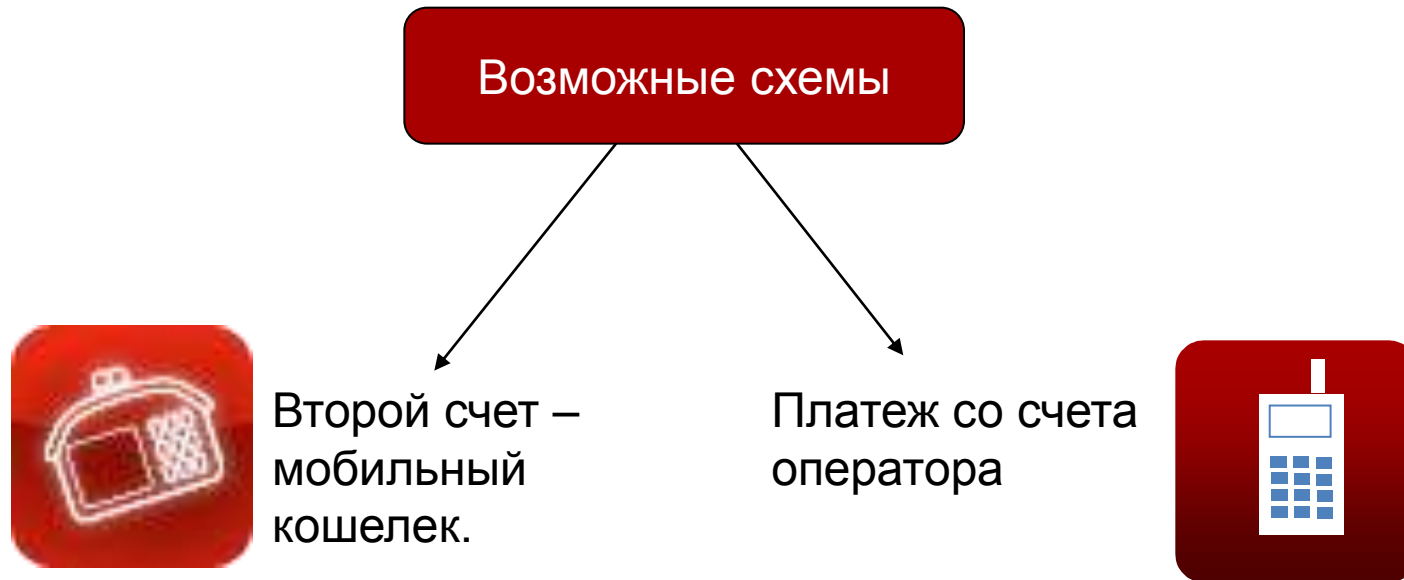 Возможные схемы
Второй счет –
мобильный
кошелек.
Платеж со счета
оператора